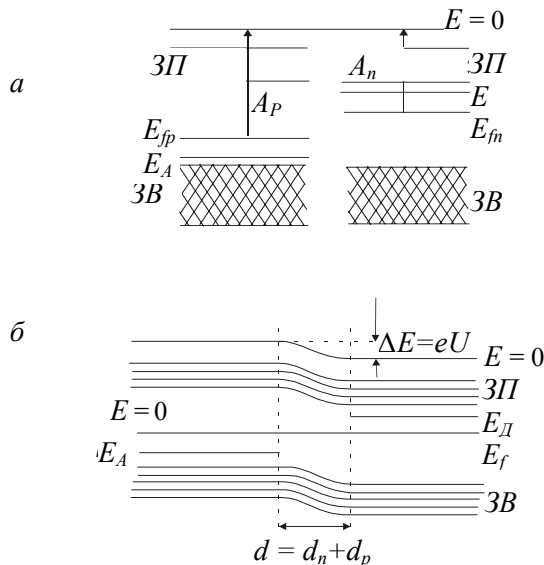 E = 0
ЗП
ЗП
а
A_P
A_n
E
E_fp
E_fn
E_A
ЗВ
ЗВ
б
ΔE=eU
E = 0
ЗП
E = 0
E_Д
E_A
E_f
ЗВ
d = d_n+d_p